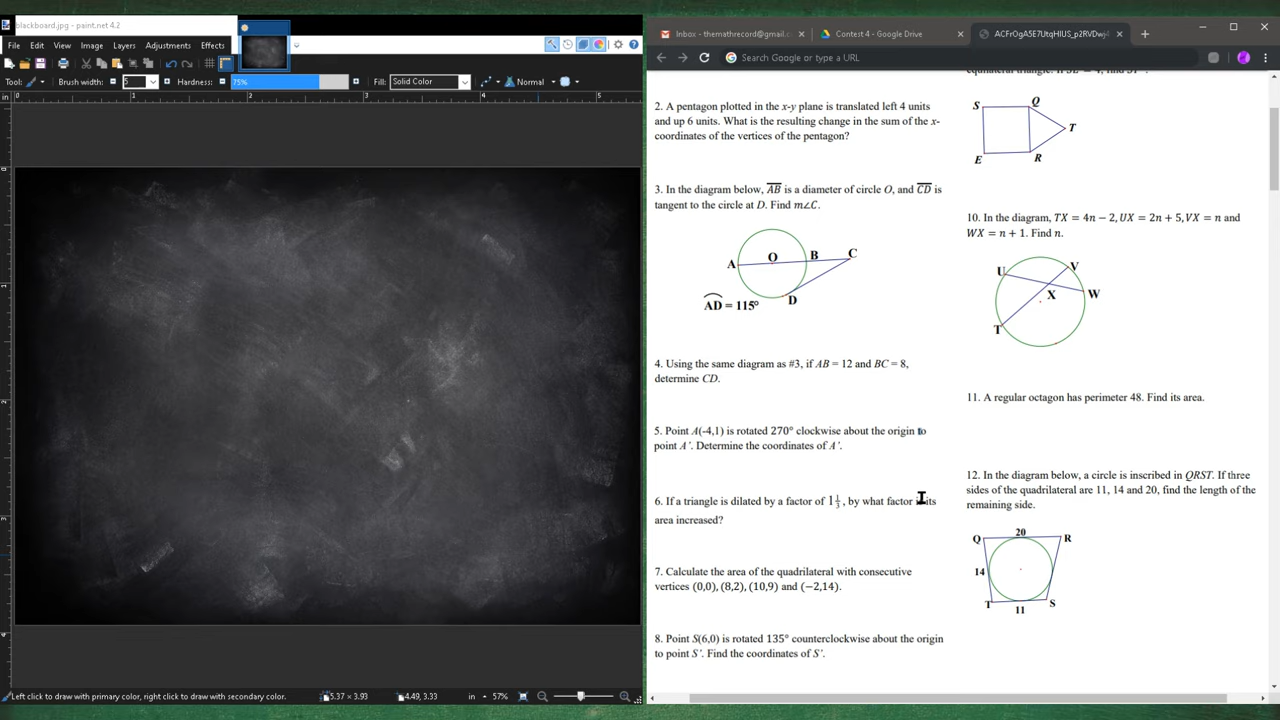 blackboard.jpg - paint.net 4.2
File Edit View Image Layers Adjustments Effects
Tool: Brush width: 5 Hardness: 75% Fill: Solid Color Normal
0 1 2 3 4 5
Left click to draw with primary color, right click to draw with secondary color.
5.37 × 3.93
4.49, 3.33
in
57%
Inbox - themathrecord@gmail.c
Contest 4 - Google Drive
ACFrOgA5E7UtqHlUS_p2RVDwj
Search Google or type a URL
2. A pentagon plotted in the x-y plane is translated left 4 units
and up 6 units. What is the resulting change in the sum of the x-
coordinates of the vertices of the pentagon?
3. In the diagram below, A̅B̅ is a diameter of circle O, and C̅D̅ is
tangent to the circle at D. Find m∠C.
A O B C
D
AD = 115°
4. Using the same diagram as #3, if AB = 12 and BC = 8,
determine CD.
5. Point A(-4,1) is rotated 270° clockwise about the origin to
point A'. Determine the coordinates of A'.
6. If a triangle is dilated by a factor of 1 1/3, by what factor is its
area increased?
7. Calculate the area of the quadrilateral with consecutive
vertices (0,0), (8,2), (10,9) and (−2,14).
8. Point S(6,0) is rotated 135° counterclockwise about the origin
to point S'. Find the coordinates of S'.
S Q
T
E R
10. In the diagram, TX = 4n − 2, UX = 2n + 5, VX = n and
WX = n + 1. Find n.
U V
X W
T
11. A regular octagon has perimeter 48. Find its area.
12. In the diagram below, a circle is inscribed in QRST. If three
sides of the quadrilateral are 11, 14 and 20, find the length of the
remaining side.
20
Q R
14
T S
11